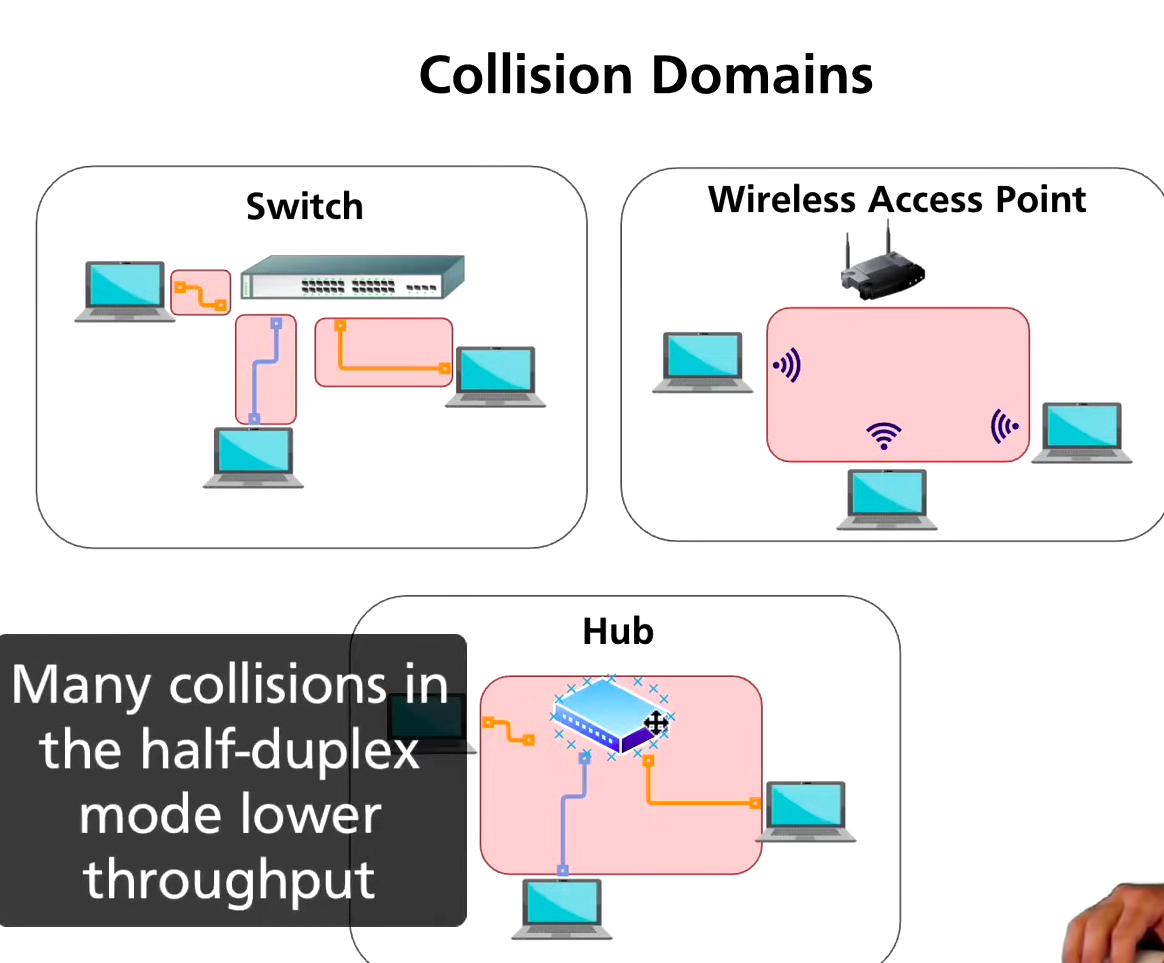 Collision Domains
Switch
Wireless Access Point
Hub
Many collisions in
the half-duplex
mode lower
throughput